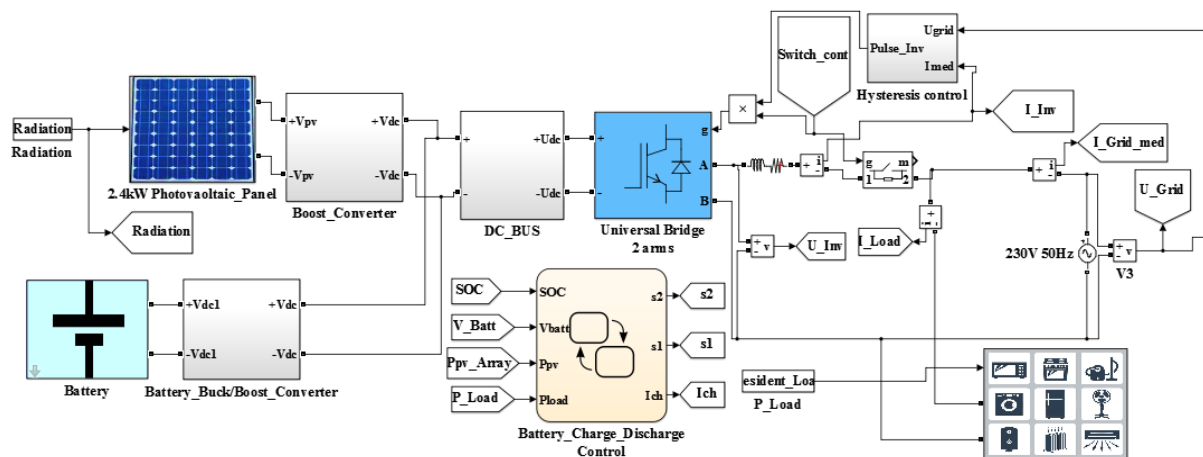 Ugrid
Pulse_Inv
Imed
Hysteresis control
Switch_cont
I_Inv
I_Grid_med
U_Grid
Radiation
Radiation
+Vpv
-Vpv
2.4kW Photovaoltaic_Panel
+Vdc
-Vdc
Boost_Converter
Radiation
+
-
+Udc
-Udc
DC_BUS
×
g
+
-
A
B
Universal Bridge
2 arms
+
-
i
g
m
1
2
+
-
i
+
-
i
I_Load
+
-
v
U_Inv
230V 50Hz
+
-
v
V3
Battery
+Vdc1
-Vdc1
+Vdc
-Vdc
Battery_Buck/Boost_Converter
SOC
V_Batt
Ppv_Array
P_Load
SOC
Vbatt
Ppv
Pload
s2
s1
Ich
Battery_Charge_Discharge
Control
s2
s1
Ich
esident_Loa
P_Load